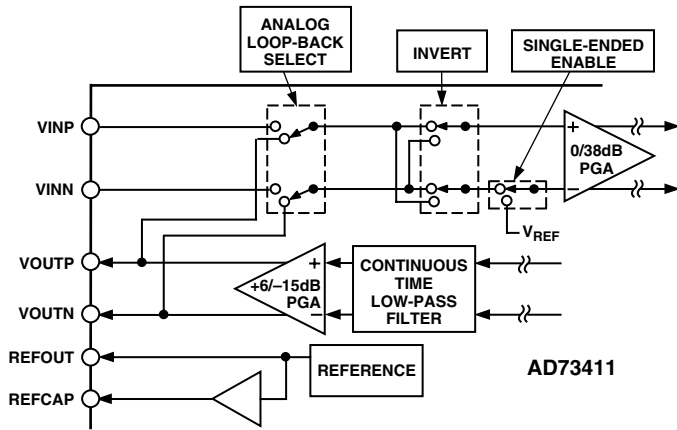 ANALOG
LOOP-BACK
SELECT
INVERT
SINGLE-ENDED
ENABLE
VINP
VINN
+
0/38dB
PGA
–
VREF
VOUTP
VOUTN
+
+6/–15dB
PGA
–
CONTINUOUS
TIME
LOW-PASS
FILTER
REFOUT
REFCAP
REFERENCE
AD73411